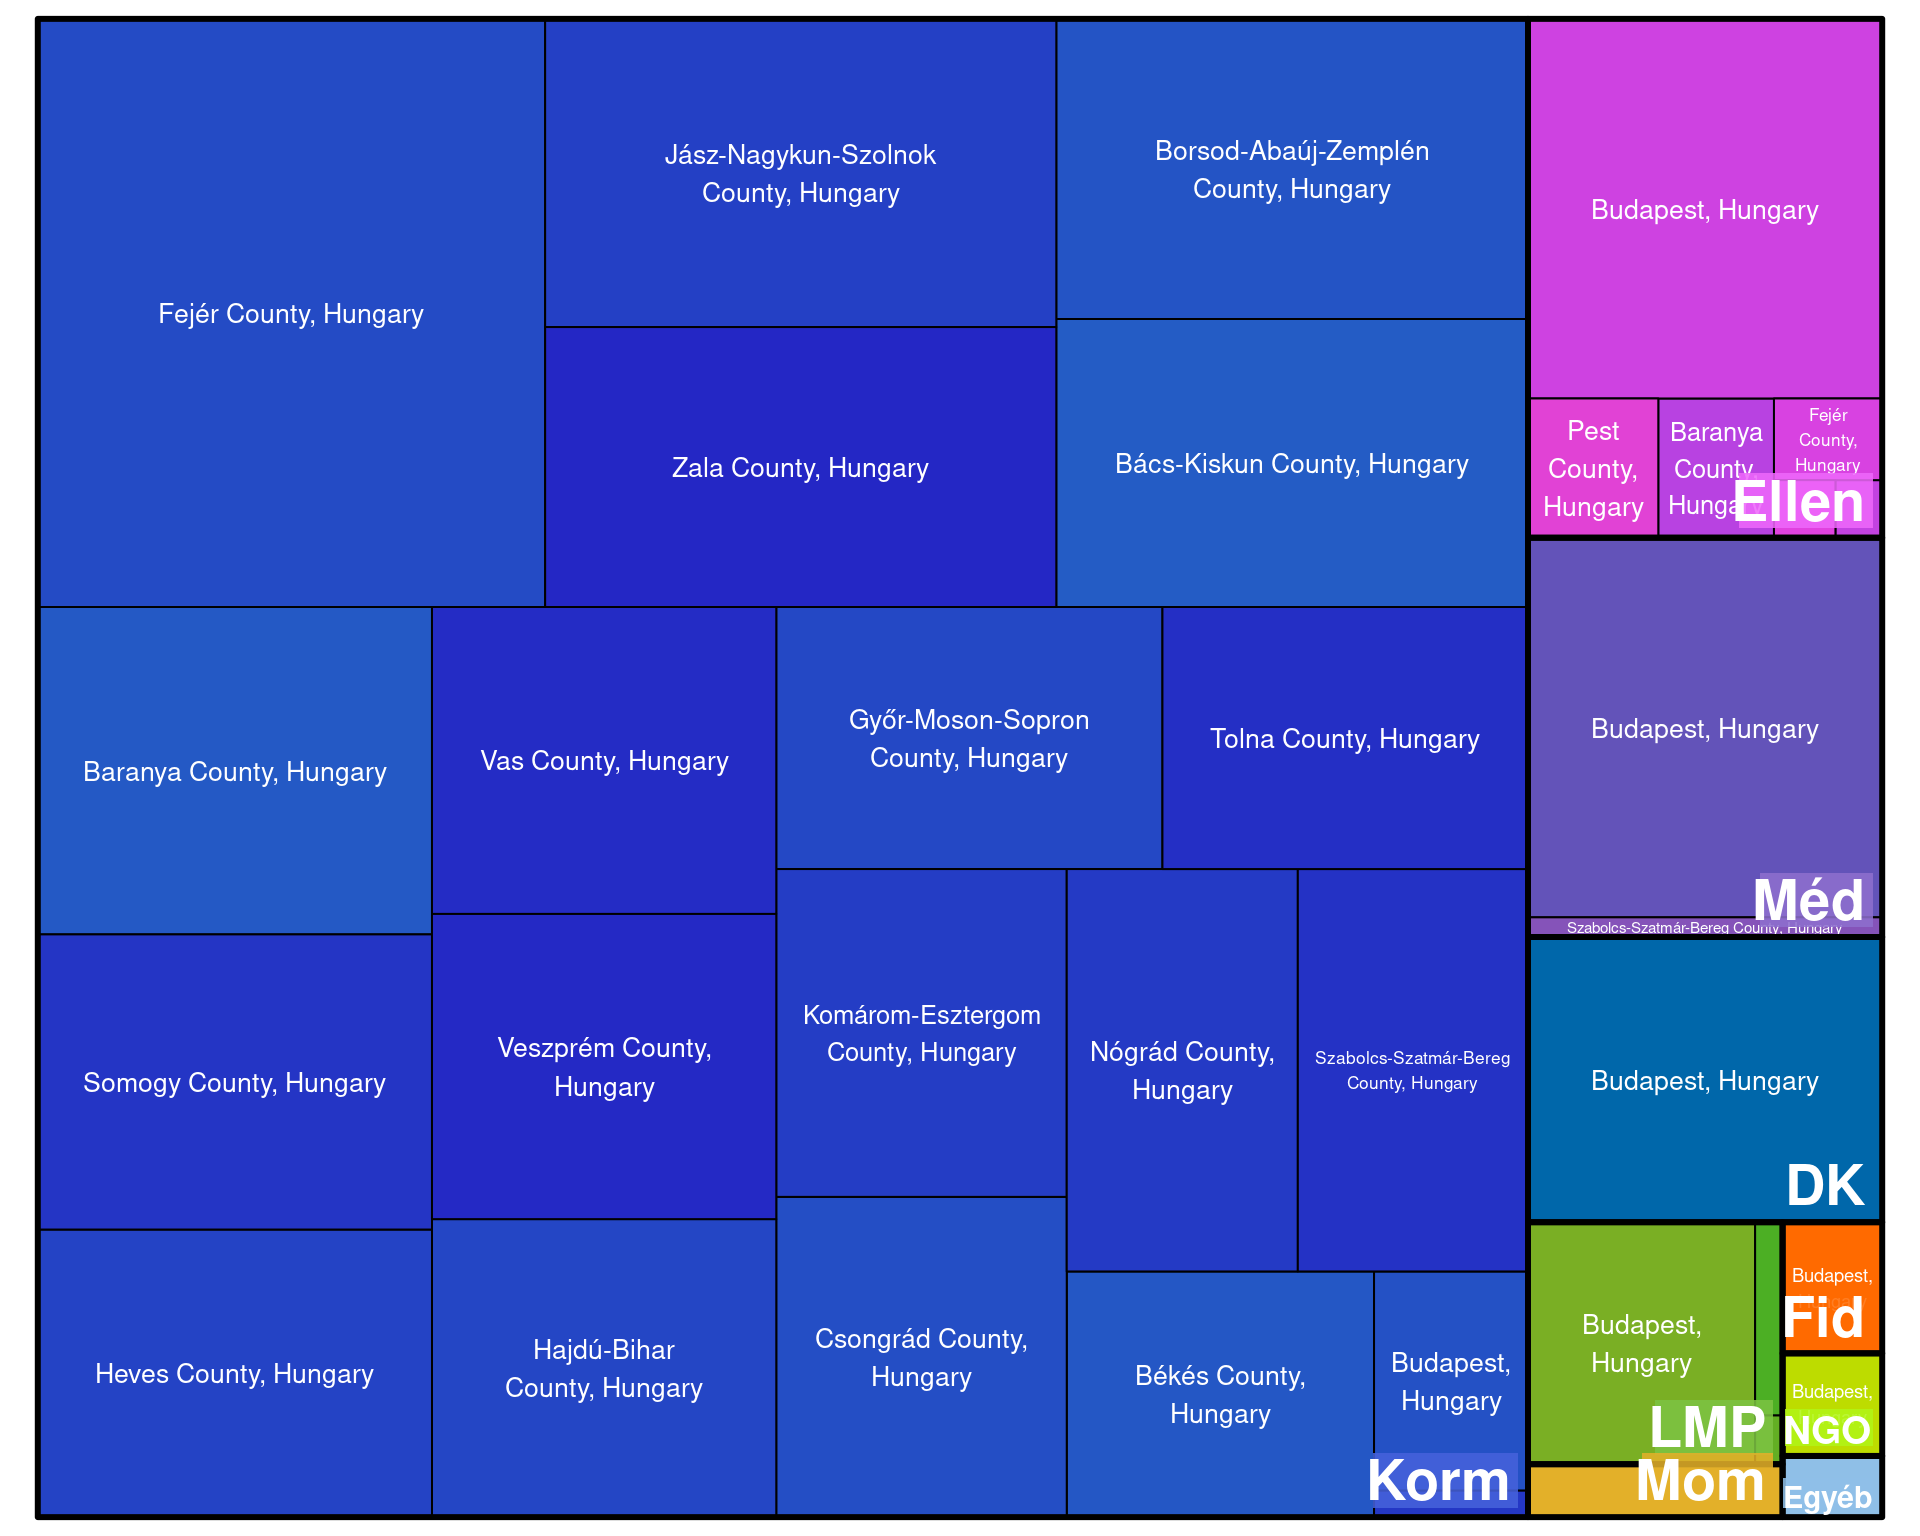 Fejér County, Hungary
Jász-Nagykun-Szolnok
County, Hungary
Zala County, Hungary
Borsod-Abaúj-Zemplén
County, Hungary
Bács-Kiskun County, Hungary
Baranya County, Hungary
Somogy County, Hungary
Heves County, Hungary
Vas County, Hungary
Veszprém County,
Hungary
Hajdú-Bihar
County, Hungary
Győr-Moson-Sopron
County, Hungary
Tolna County, Hungary
Komárom-Esztergom
County, Hungary
Csongrád County,
Hungary
Nógrád County,
Hungary
Szabolcs-Szatmár-Bereg
County, Hungary
Békés County,
Hungary
Budapest,
Hungary
Korm
Budapest, Hungary
Pest
County,
Hungary
Baranya
County,
Hungary
Fejér
County,
Hungary
Ellen
Budapest, Hungary
Méd
Szabolcs-Szatmár-Bereg County, Hungary
Budapest, Hungary
DK
Budapest,
Hungary
LMP
Mom
Budapest,
Fid
Budapest,
NGO
Egyéb